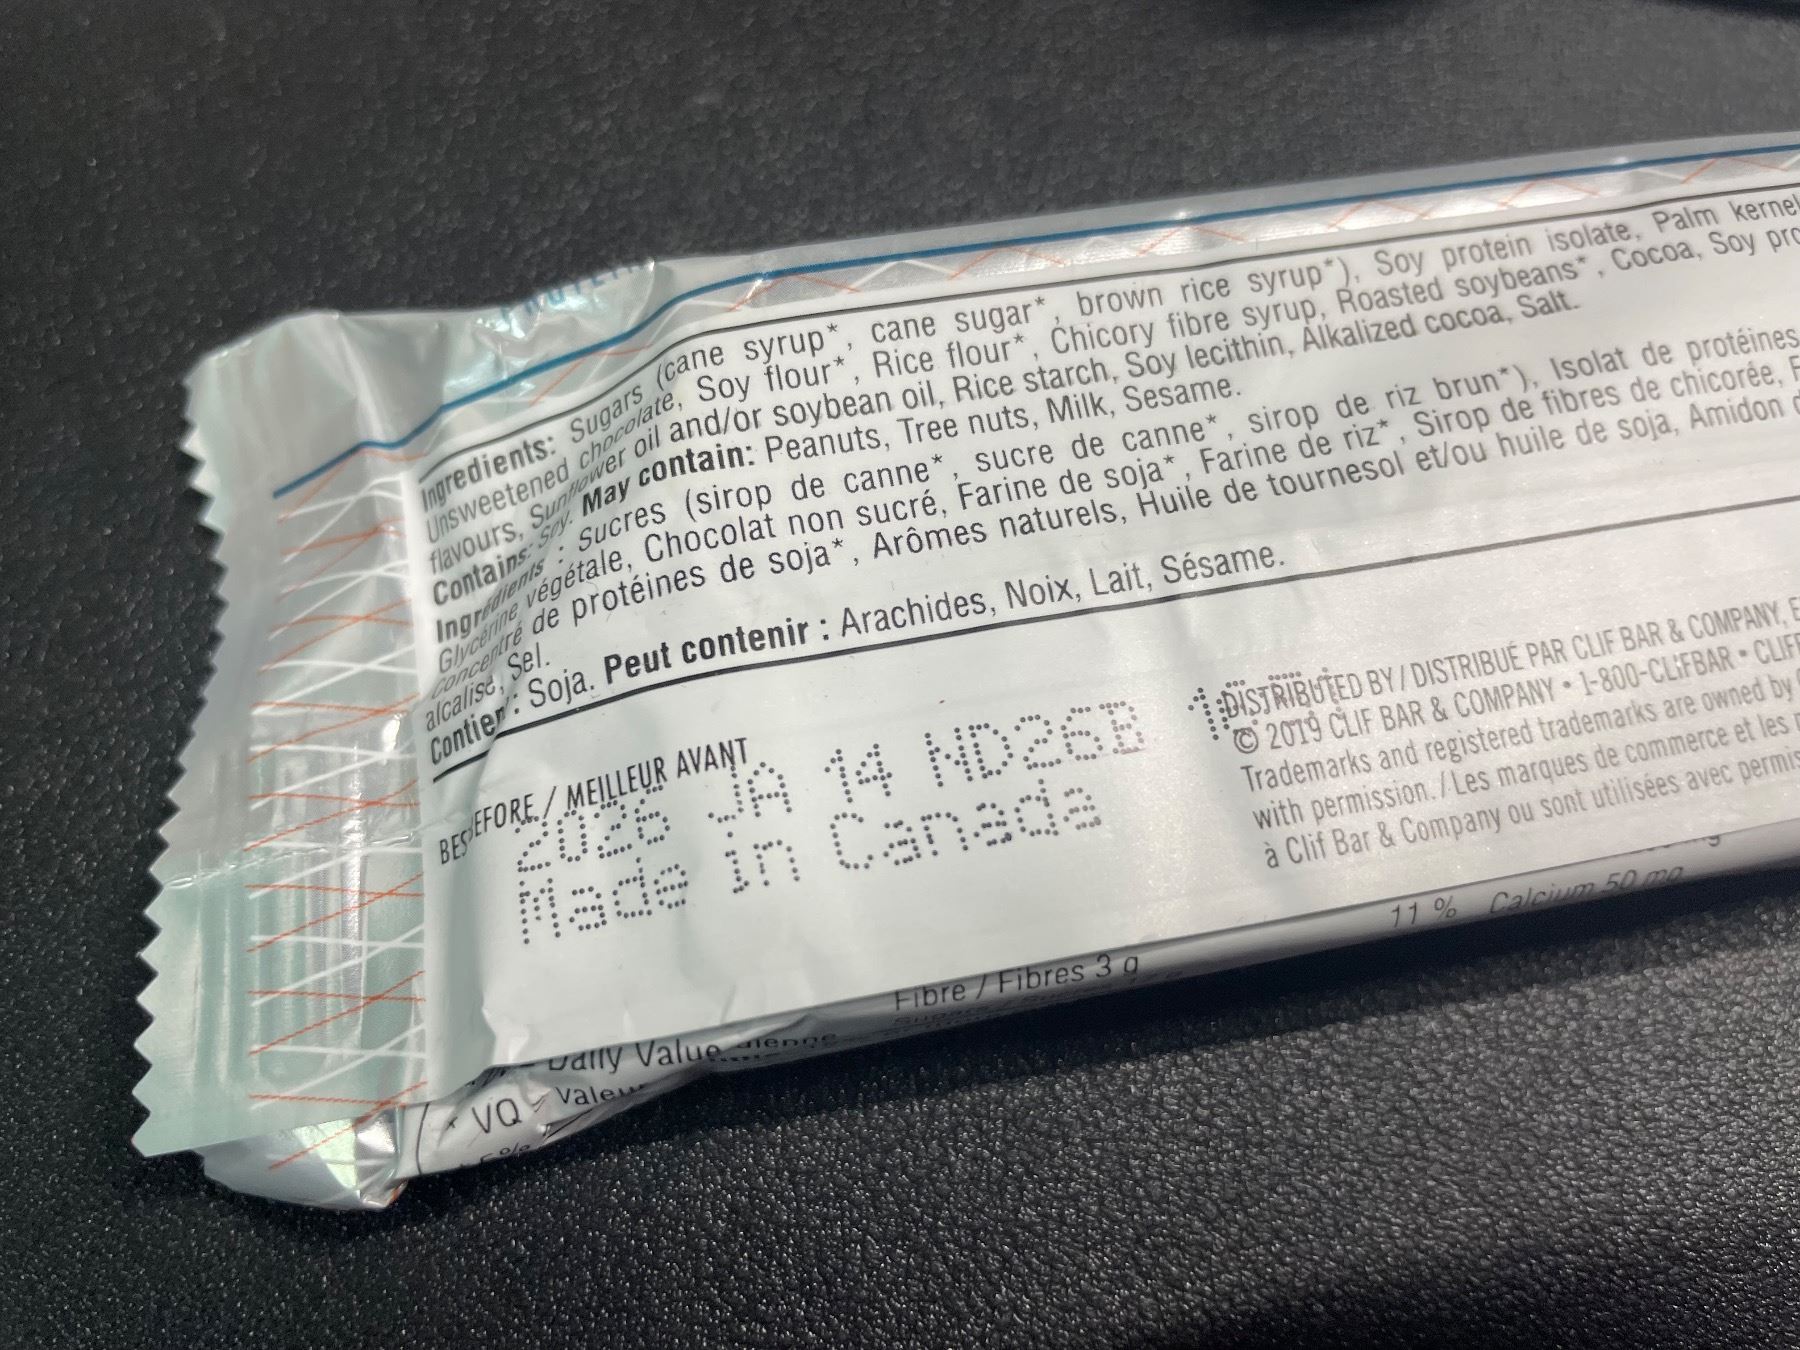 Ingredients: Sugars (cane syrup*, cane sugar*, brown rice syrup*), Soy protein isolate, Palm kernel
Unsweetened chocolate, Soy flour*, Rice flour*, Chicory fibre syrup, Roasted soybeans*, Cocoa, Soy pro
flavours, Sunflower oil and/or soybean oil, Rice starch, Soy lecithin, Alkalized cocoa, Salt.
Contains: Soy. May contain: Peanuts, Tree nuts, Milk, Sesame.
Ingrédients : Sucres (sirop de canne*, sucre de canne*, sirop de riz brun*), Isolat de protéines
Glycérine végétale, Chocolat non sucré, Farine de soja*, Farine de riz*, Sirop de fibres de chicorée, F
Concentré de protéines de soja*, Arômes naturels, Huile de tournesol et/ou huile de soja, Amidon d
alcalisé, Sel.
Contien : Soja. Peut contenir : Arachides, Noix, Lait, Sésame.
BES EFORE / MEILLEUR AVANT
2026 JA 14 ND26B
Made in Canada
DISTRIBUTED BY / DISTRIBUÉ PAR CLIF BAR & COMPANY, E
© 2019 CLIF BAR & COMPANY • 1-800-CLIFBAR • CLIF
Trademarks and registered trademarks are owned by
with permission. / Les marques de commerce et les
à Clif Bar & Company ou sont utilisées avec permis
11 % Calcium 50 mg
Fibre / Fibres 3 g
Daily Value
* VQ = Valeur